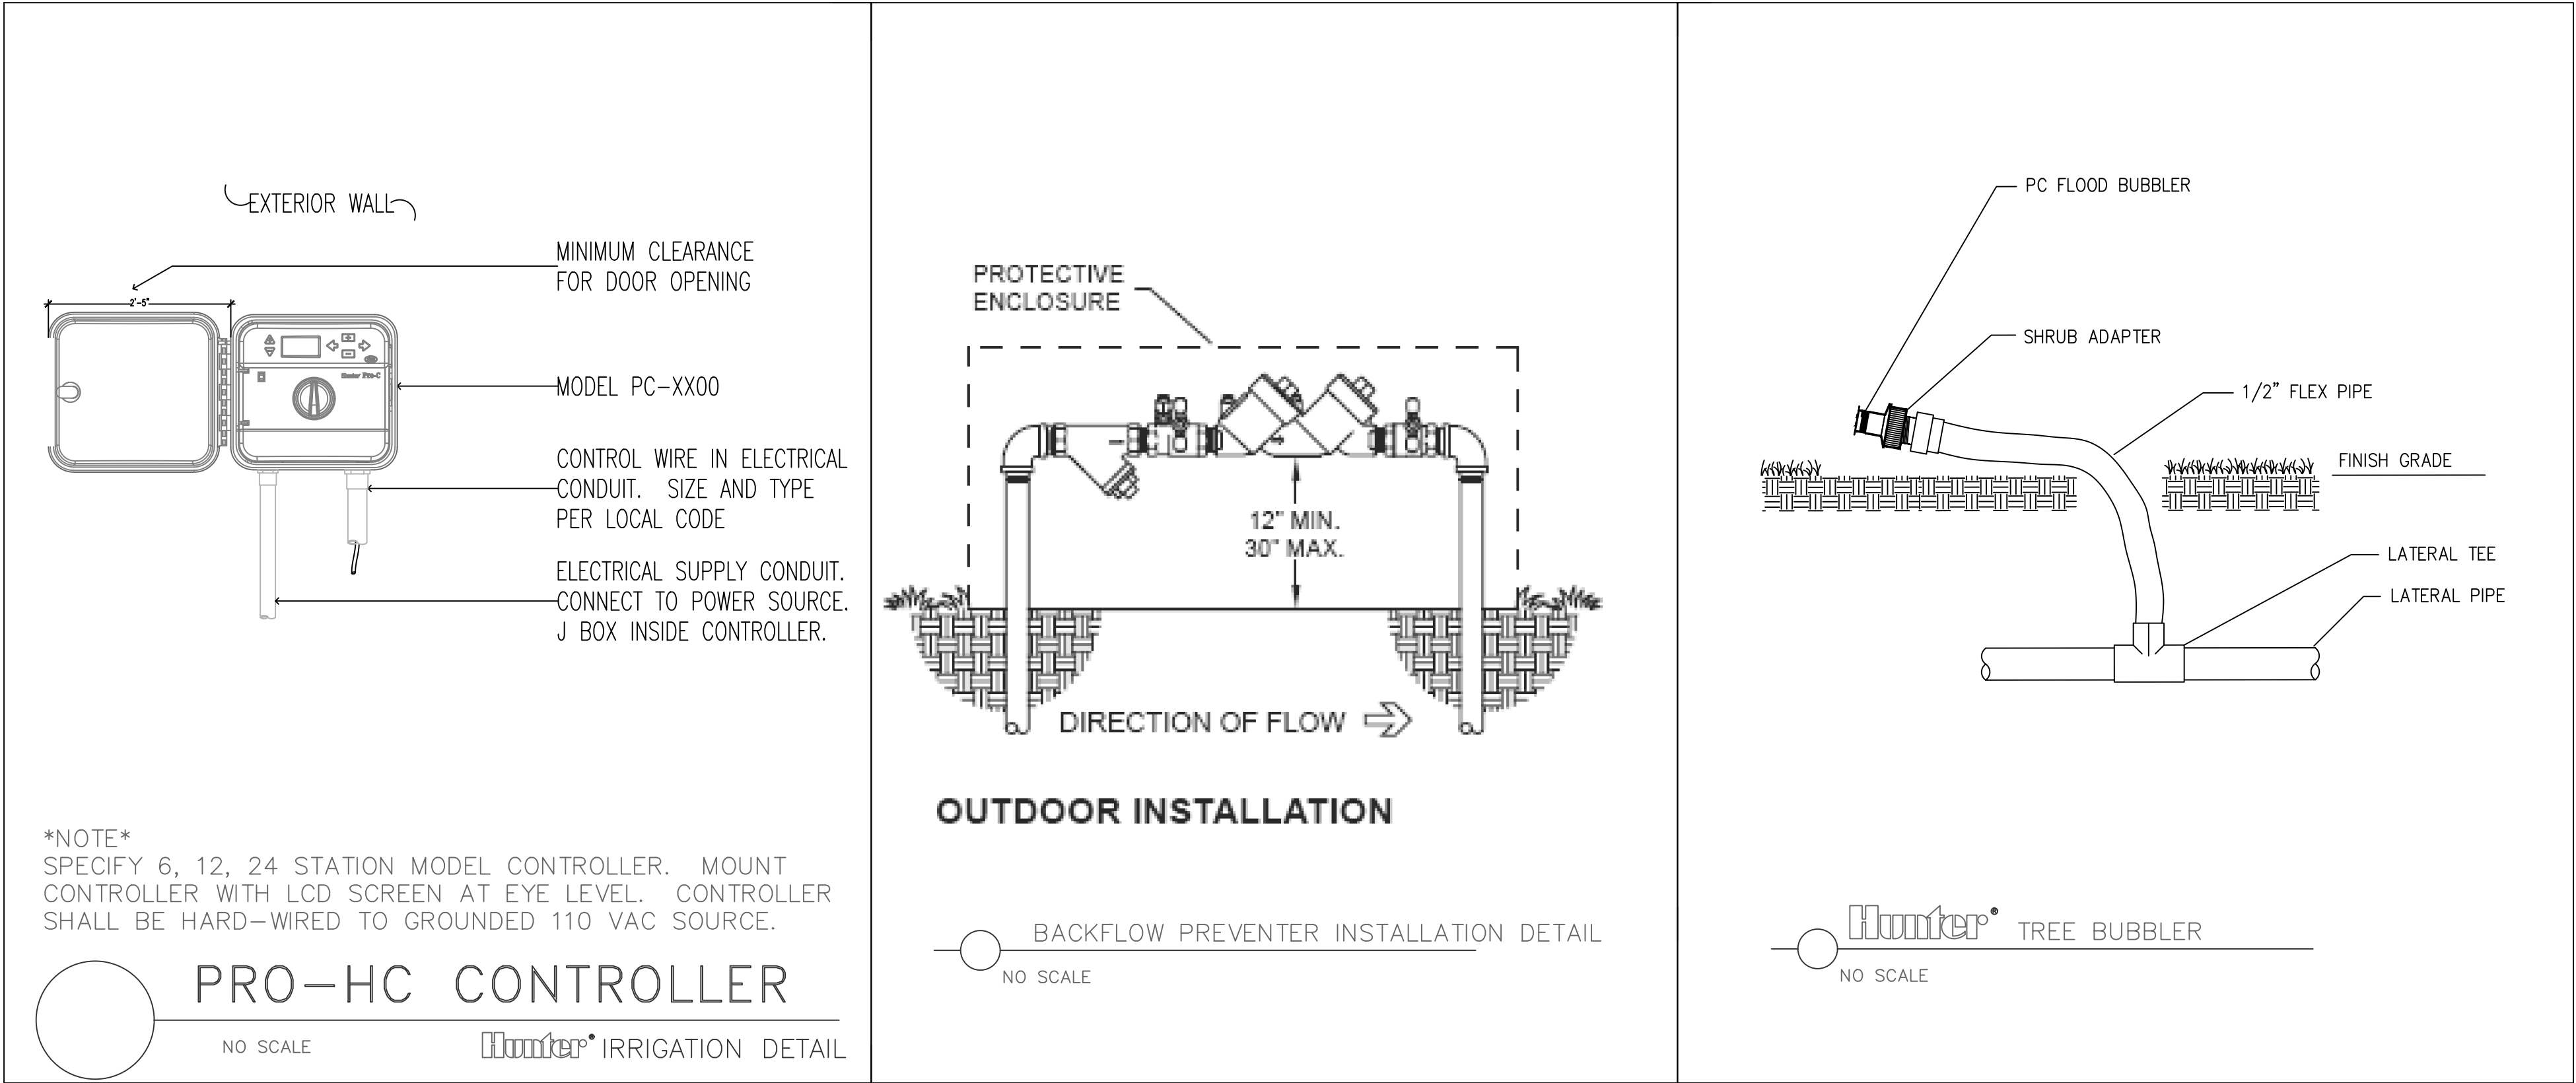 EXTERIOR WALL
MINIMUM CLEARANCE
FOR DOOR OPENING
2'-5"
Hunter Pro-C
MODEL PC-XX00
CONTROL WIRE IN ELECTRICAL
CONDUIT. SIZE AND TYPE
PER LOCAL CODE
ELECTRICAL SUPPLY CONDUIT.
CONNECT TO POWER SOURCE.
J BOX INSIDE CONTROLLER.
*NOTE*
SPECIFY 6, 12, 24 STATION MODEL CONTROLLER. MOUNT
CONTROLLER WITH LCD SCREEN AT EYE LEVEL. CONTROLLER
SHALL BE HARD-WIRED TO GROUNDED 110 VAC SOURCE.
PRO-HC CONTROLLER
NO SCALE
Hunter® IRRIGATION DETAIL
PROTECTIVE
ENCLOSURE
12" MIN.
30" MAX.
DIRECTION OF FLOW
OUTDOOR INSTALLATION
BACKFLOW PREVENTER INSTALLATION DETAIL
NO SCALE
PC FLOOD BUBBLER
SHRUB ADAPTER
1/2" FLEX PIPE
FINISH GRADE
LATERAL TEE
LATERAL PIPE
Hunter® TREE BUBBLER
NO SCALE